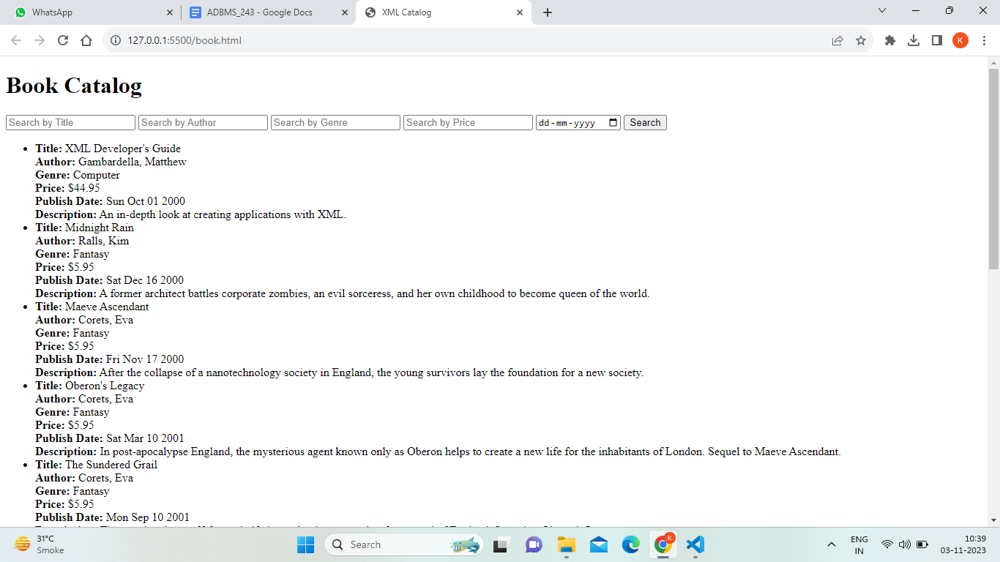 WhatsApp
ADBMS_243 - Google Docs
XML Catalog
127.0.0.1:5500/book.html
K
Book Catalog
Search by Title Search by Author Search by Genre Search by Price dd-mm-yyyy Search
Title: XML Developer's Guide
Author: Gambardella, Matthew
Genre: Computer
Price: $44.95
Publish Date: Sun Oct 01 2000
Description: An in-depth look at creating applications with XML.
Title: Midnight Rain
Author: Ralls, Kim
Genre: Fantasy
Price: $5.95
Publish Date: Sat Dec 16 2000
Description: A former architect battles corporate zombies, an evil sorceress, and her own childhood to become queen of the world.
Title: Maeve Ascendant
Author: Corets, Eva
Genre: Fantasy
Price: $5.95
Publish Date: Fri Nov 17 2000
Description: After the collapse of a nanotechnology society in England, the young survivors lay the foundation for a new society.
Title: Oberon's Legacy
Author: Corets, Eva
Genre: Fantasy
Price: $5.95
Publish Date: Sat Mar 10 2001
Description: In post-apocalypse England, the mysterious agent known only as Oberon helps to create a new life for the inhabitants of London. Sequel to Maeve Ascendant.
Title: The Sundered Grail
Author: Corets, Eva
Genre: Fantasy
Price: $5.95
Publish Date: Mon Sep 10 2001
31°C
Smoke
Search
K
ENG
IN
10:39
03-11-2023